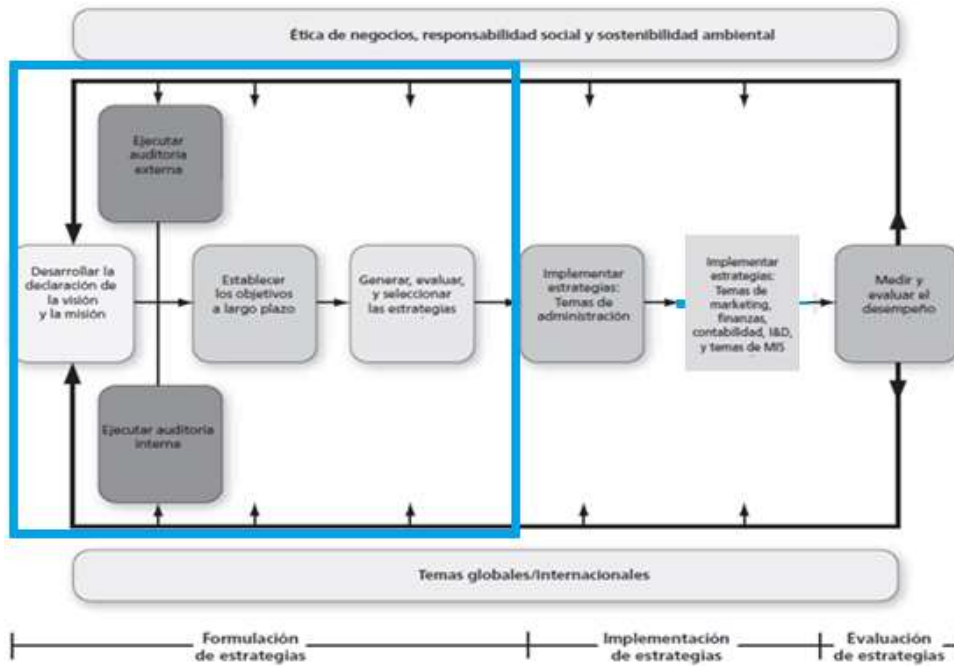 Ética de negocios, responsabilidad social y sostenibilidad ambiental
Ejecutar
auditoría
externa
Desarrollar la
declaración de
la visión
y la misión
Establecer
los objetivos
a largo plazo
Generar, evaluar,
y seleccionar
las estrategias
Implementar
estrategias:
Temas de
administración
Implementar
estrategias:
Temas de
marketing,
finanzas,
contabilidad, I&D,
y temas de MIS
Medir y
evaluar el
desempeño
Ejecutar auditoría
interna
Temas globales/internacionales
Formulación
de estrategias
Implementación
de estrategias
Evaluación
de estrategias